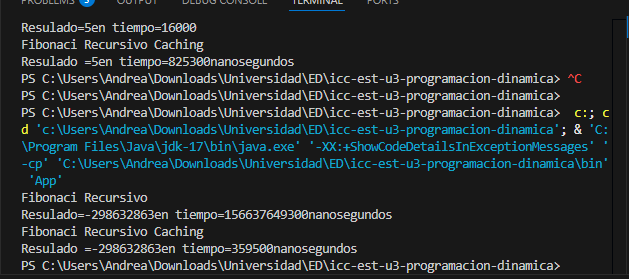 PROBLEMS 3 OUTPUT DEBUG CONSOLE TERMINAL PORTS
Resulado=5en tiempo=16000
Fibonaci Recursivo Caching
Resulado =5en tiempo=825300nanosegundos
PS C:\Users\Andrea\Downloads\Universidad\ED\icc-est-u3-programacion-dinamica> ^C
PS C:\Users\Andrea\Downloads\Universidad\ED\icc-est-u3-programacion-dinamica>
PS C:\Users\Andrea\Downloads\Universidad\ED\icc-est-u3-programacion-dinamica>  c:; c
d 'c:\Users\Andrea\Downloads\Universidad\ED\icc-est-u3-programacion-dinamica'; & 'C:
\Program Files\Java\jdk-17\bin\java.exe' '-XX:+ShowCodeDetailsInExceptionMessages' '
-cp' 'C:\Users\Andrea\Downloads\Universidad\ED\icc-est-u3-programacion-dinamica\bin'
'App'
Fibonaci Recursivo
Resulado=-298632863en tiempo=156637649300nanosegundos
Fibonaci Recursivo Caching
Resulado =-298632863en tiempo=359500nanosegundos
PS C:\Users\Andrea\Downloads\Universidad\ED\icc-est-u3-programacion-dinamica>